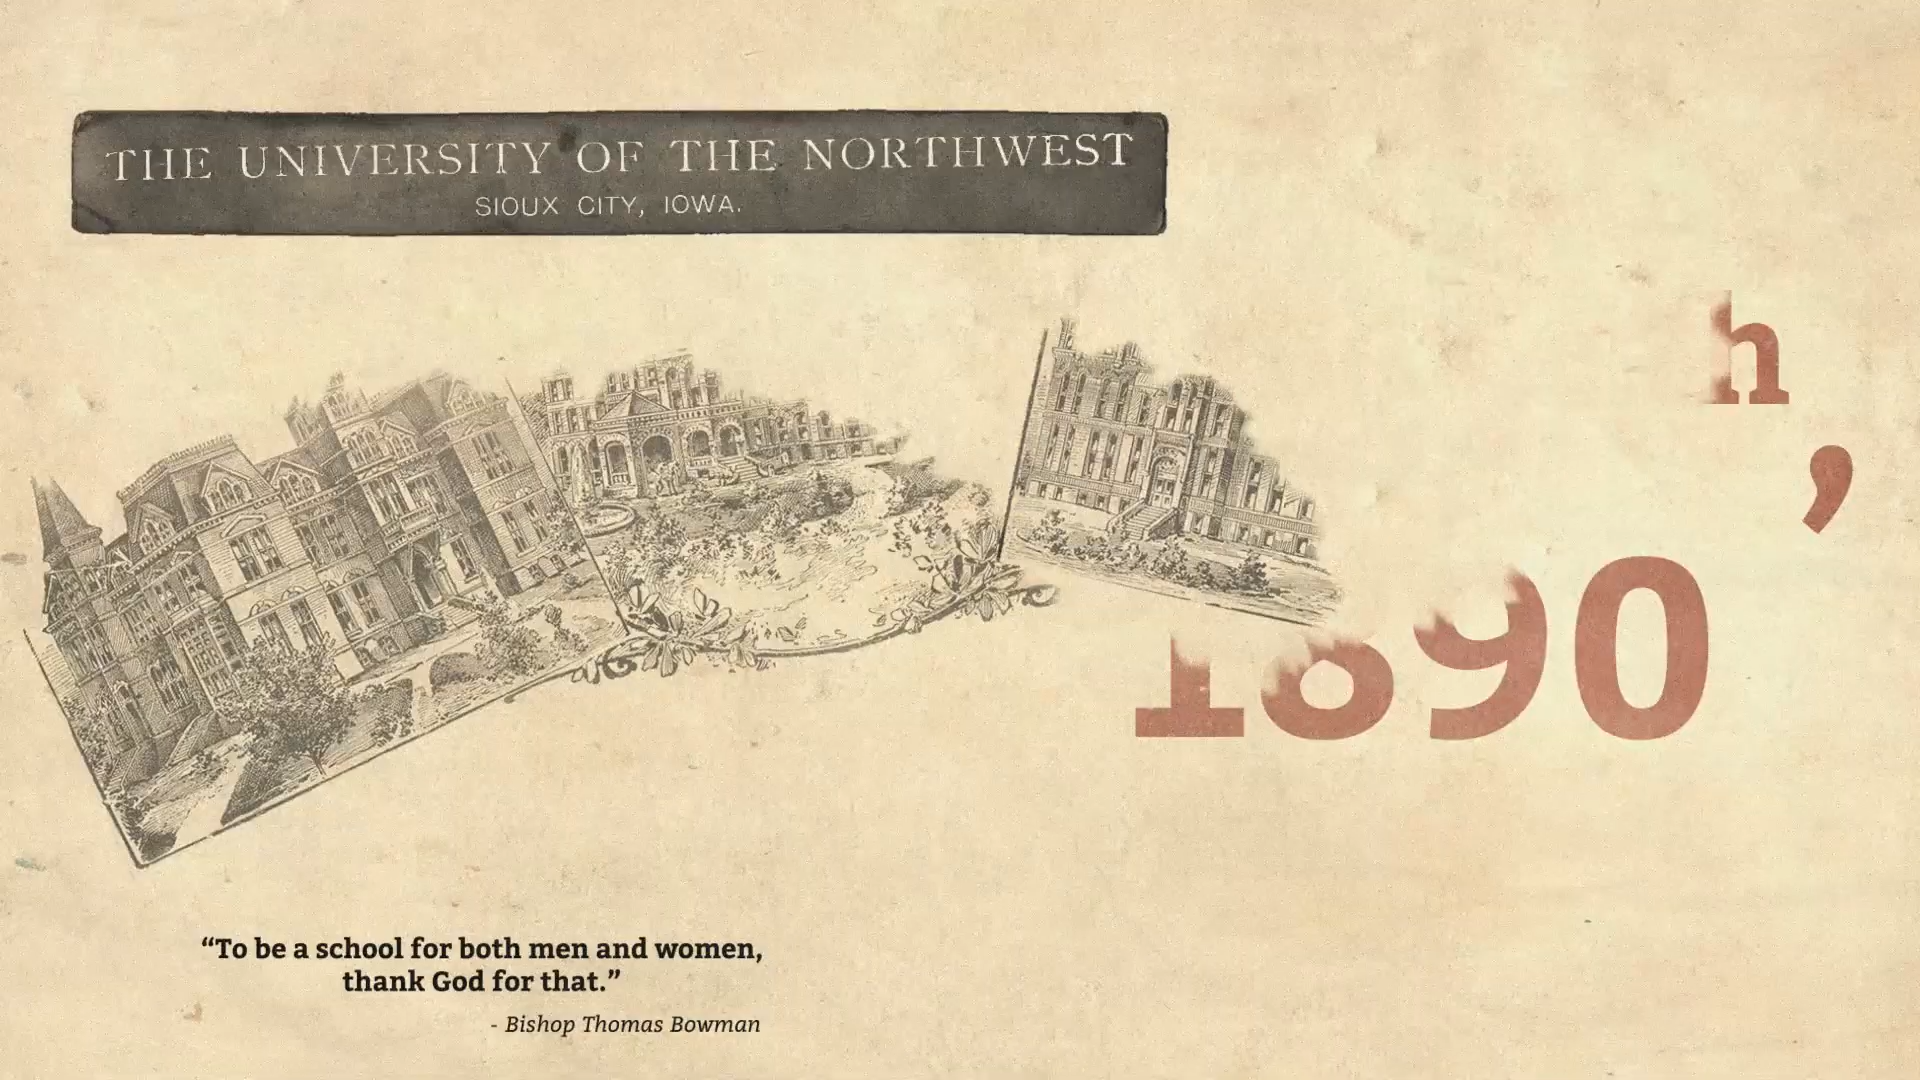 THE UNIVERSITY OF THE NORTHWEST
SIOUX CITY, IOWA.
h
,
1890
“To be a school for both men and women,
thank God for that.”
- Bishop Thomas Bowman